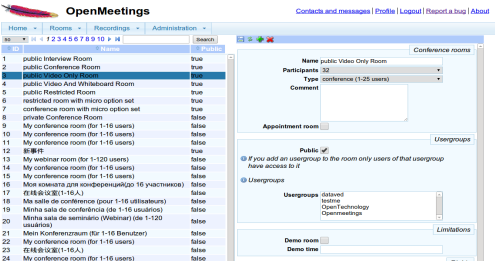 OpenMeetings
Contacts and messages | Profile | Logout | Report a bug | About
Home Rooms Recordings Administration
50 1 2 3 4 5 6 7 8 9 10 Search
ID Name Public
1 public Interview Room true
2 public Conference Room true
3 public Video Only Room true
4 public Video And Whiteboard Room true
5 public Restricted Room true
6 restricted room with micro option set true
7 conference room with micro option set true
8 private Conference Room false
9 My conference room (for 1-16 users) false
10 My conference room (for 1-16 users) false
11 My conference room (for 1-16 users) false
12 新事件 true
13 My webinar room (for 1-120 users) false
14 My conference room (for 1-16 users) false
15 My conference room (for 1-16 users) false
16 Моя комната для конференций(до 16 участников) false
17 在线会议室(1-16人) false
18 Ma salle de conférence (pour 1-16 utilisateurs) false
19 Minha sala de conferência (de 1-16 usuários) false
20 Minha sala de seminário (Webinar) (de 1-120 usuários) false
21 Mein Konferenzraum (für 1-16 Benutzer) false
22 My conference room (for 1-16 users) false
23 在线会议室(1-16人) false
24 My conference room (for 1-16 users) false
Conference rooms
Name public Video Only Room
Participants 32
Type conference (1-25 users)
Comment
Appointment room
Usergroups
Public
If you add an usergroup to the room only users of that usergroup
have access to it
Usergroups
Usergroups dataved
testme
OpenTechnology
Openmeetings
Limitations
Demo room
Demo time